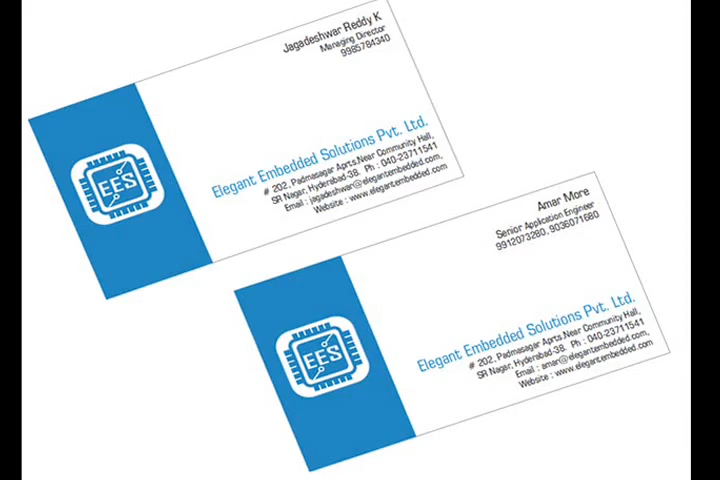 Jagadeshwar Reddy K
Managing Director
9985784340
EES
Elegant Embedded Solutions Pvt. Ltd.
# 202, Padmasagar Aprts,Near Community Hall,
SR Nagar, Hyderabad-38. Ph : 040-23711541
Email : jagadeshwar@elegantembedded.com,
Website : www.elegantembedded.com
Amar More
Senior Application Engineer
9912073280, 9036071680
EES
Elegant Embedded Solutions Pvt. Ltd.
# 202, Padmasagar Aprts,Near Community Hall,
SR Nagar, Hyderabad-38. Ph : 040-23711541
Email : amar@elegantembedded.com,
Website : www.elegantembedded.com